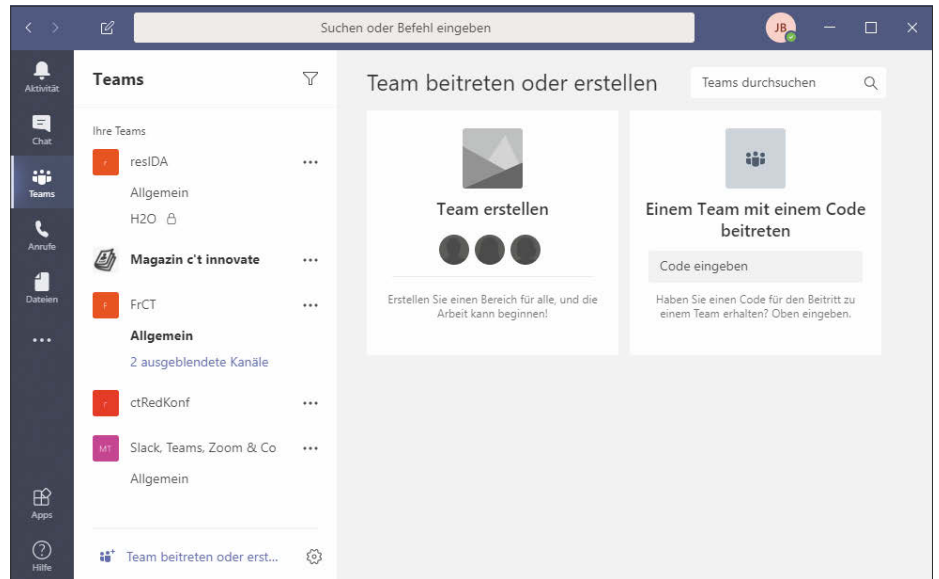 Suchen oder Befehl eingeben
JB
Aktivität
Chat
Teams
Anrufe
Dateien
Apps
Hilfe
Teams
Ihre Teams
r
resIDA
Allgemein
H2O
Magazin c't innovate
F
FrCT
Allgemein
2 ausgeblendete Kanäle
r
ctRedKonf
MT
Slack, Teams, Zoom & Co
Allgemein
Team beitreten oder erst...
Team beitreten oder erstellen
Teams durchsuchen
Team erstellen
Erstellen Sie einen Bereich für alle, und die
Arbeit kann beginnen!
Einem Team mit einem Code
beitreten
Code eingeben
Haben Sie einen Code für den Beitritt zu
einem Team erhalten? Oben eingeben.